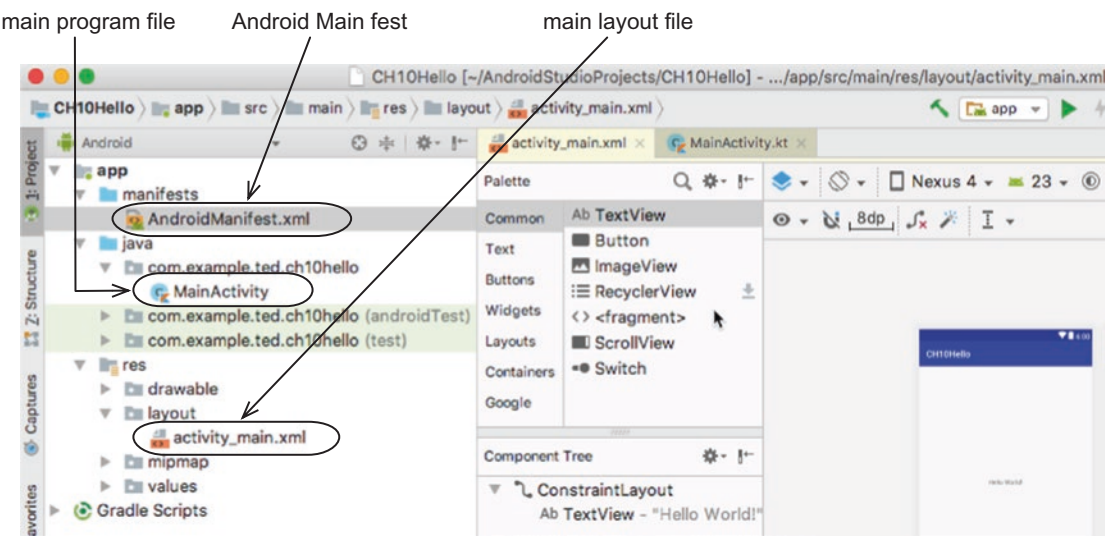 main program file Android Main fest main layout file
CH10Hello [~/AndroidStudioProjects/CH10Hello] - .../app/src/main/res/layout/activity_main.xml
CH10Hello app src main res layout activity_main.xml app
1: Project
Z: Structure
Captures
avorites
Android
app
manifests
AndroidManifest.xml
java
com.example.ted.ch10hello
MainActivity
com.example.ted.ch10hello (androidTest)
com.example.ted.ch10hello (test)
res
drawable
layout
activity_main.xml
mipmap
values
Gradle Scripts
activity_main.xml MainActivity.kt
Palette
Common
Text
Buttons
Widgets
Layouts
Containers
Google
Ab TextView
Button
ImageView
RecyclerView
<> <fragment>
ScrollView
Switch
Component Tree
ConstraintLayout
Ab TextView - "Hello World!"
Nexus 4 23
8dp
CH10Hello
Hello World!